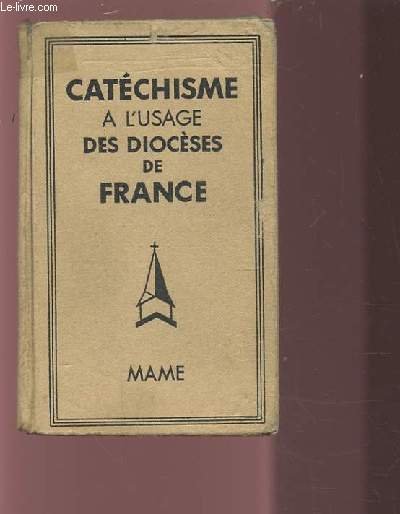 Le-livre.com
CATÉCHISME
A L'USAGE
DES DIOCÈSES
DE
FRANCE
MAME